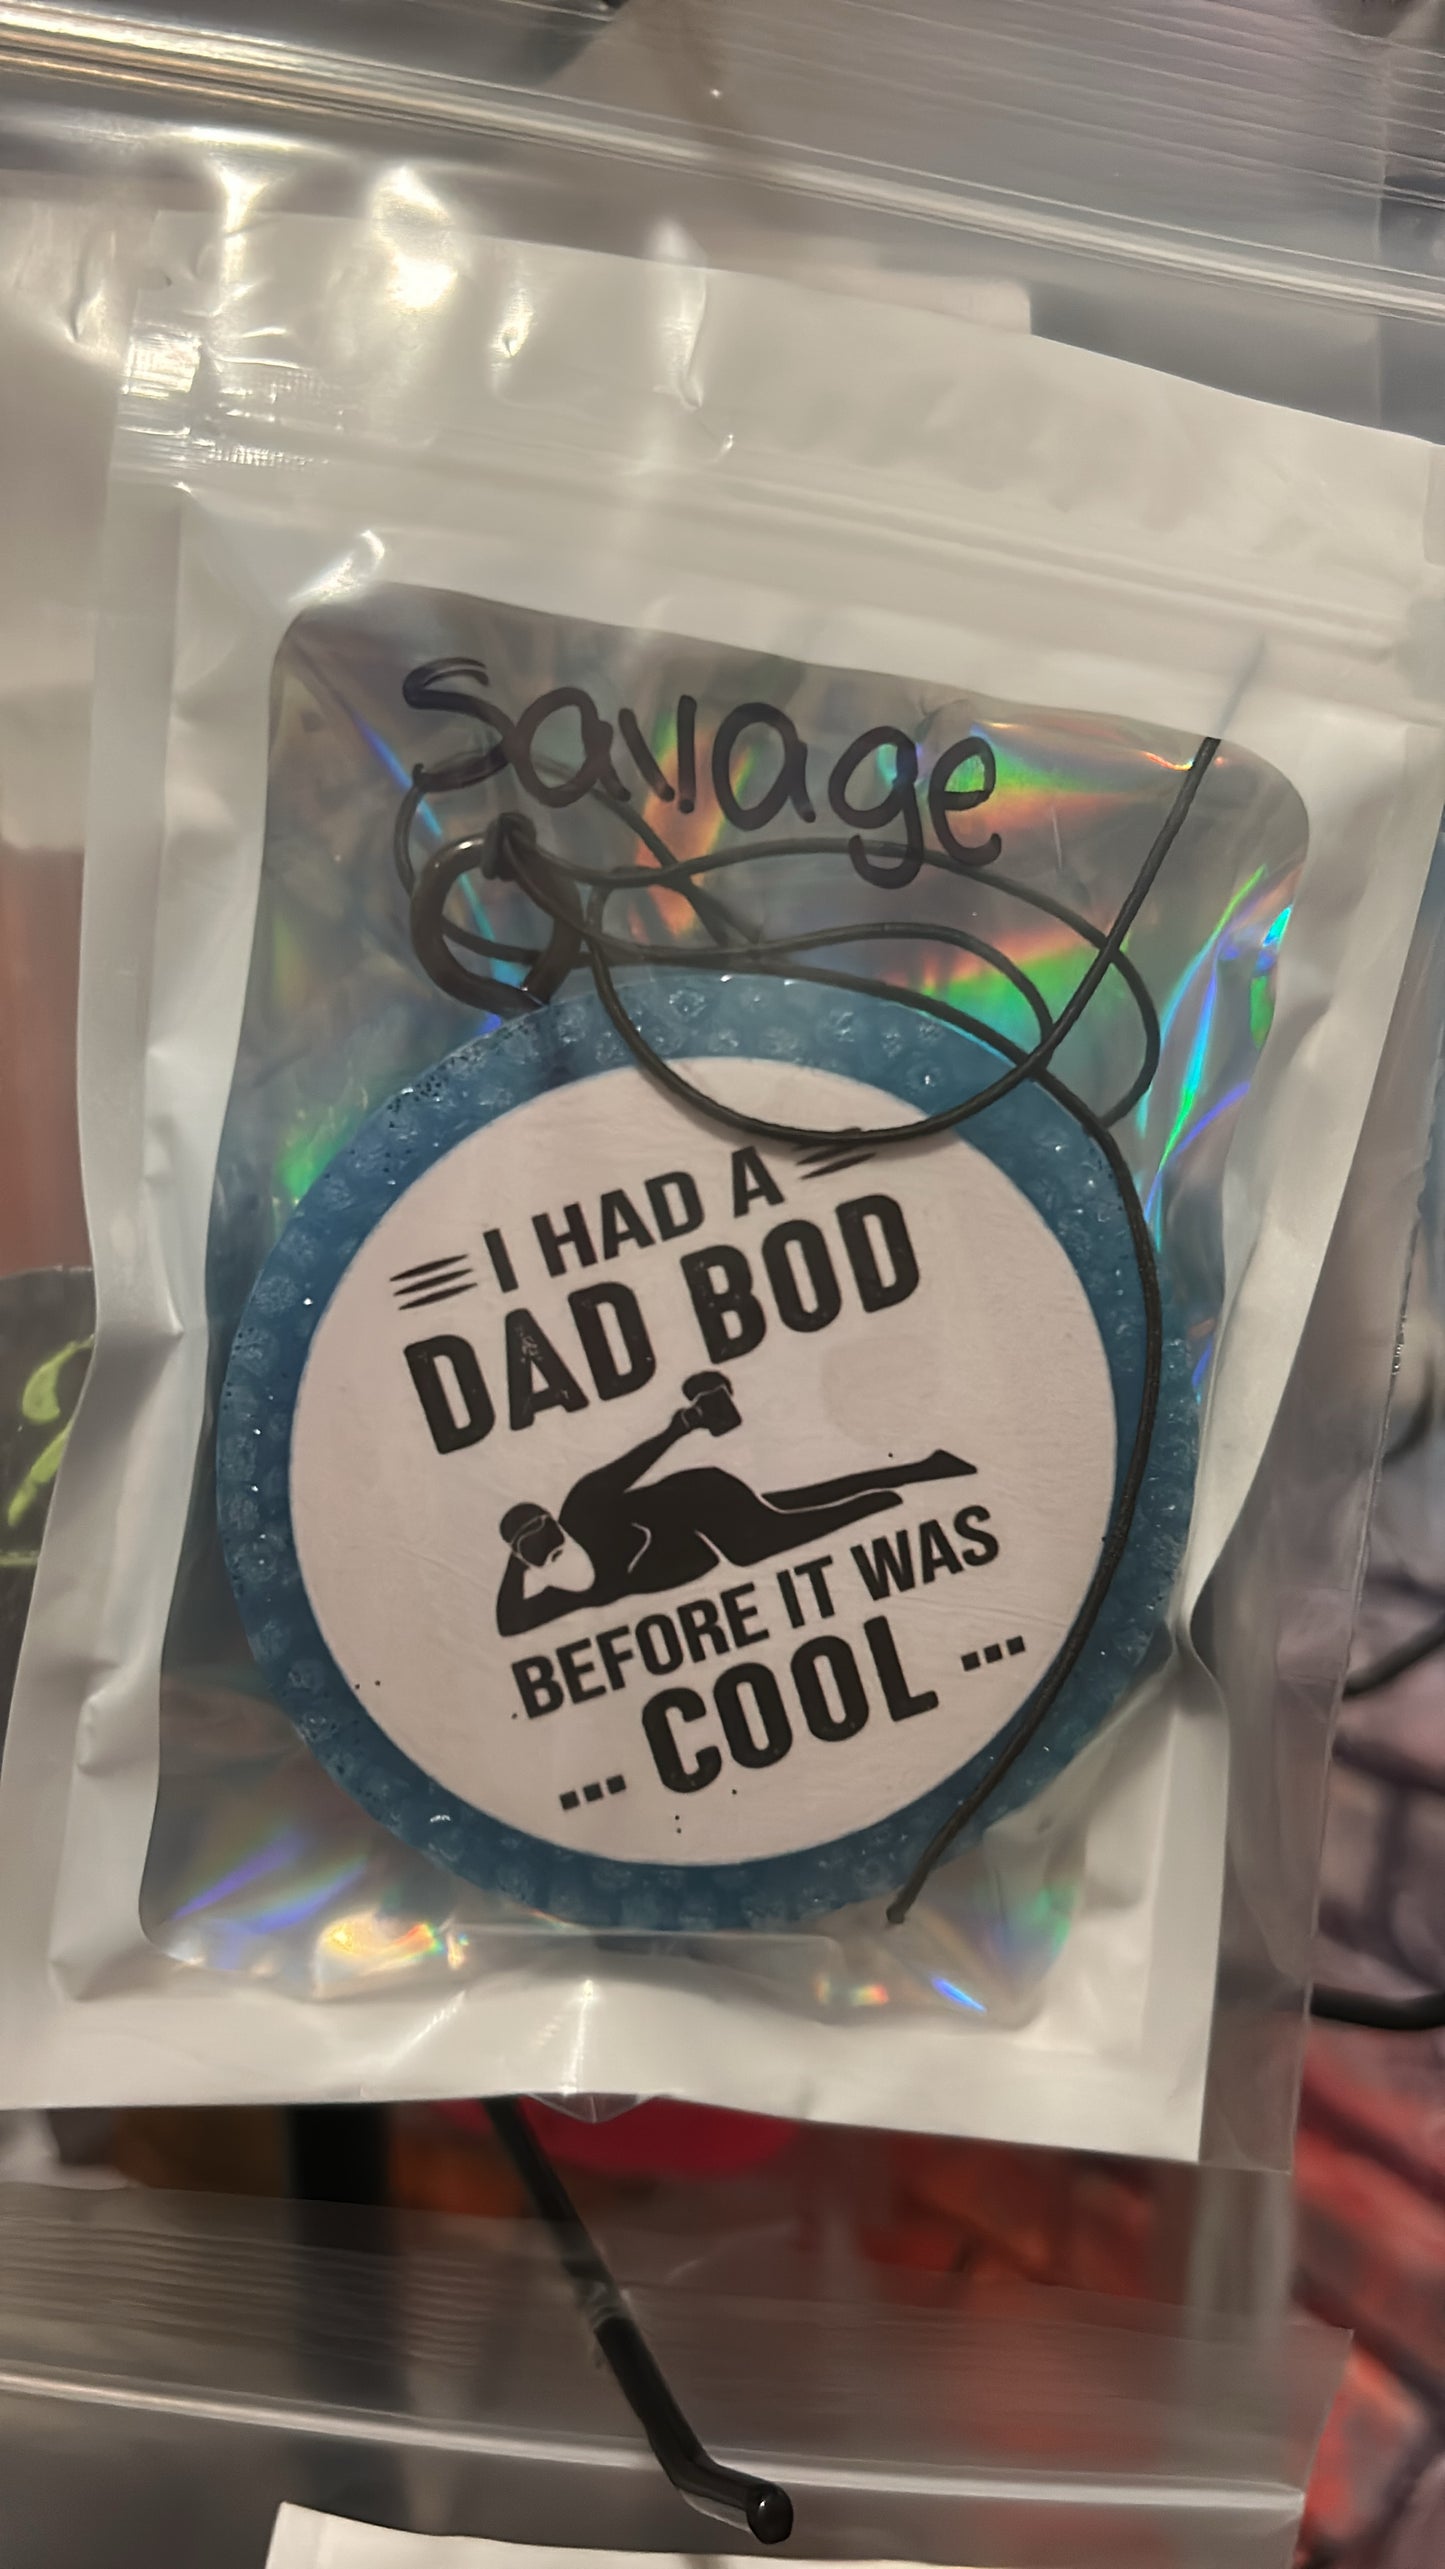 Savage
I HAD A
DAD BOD
BEFORE IT WAS
... COOL ...